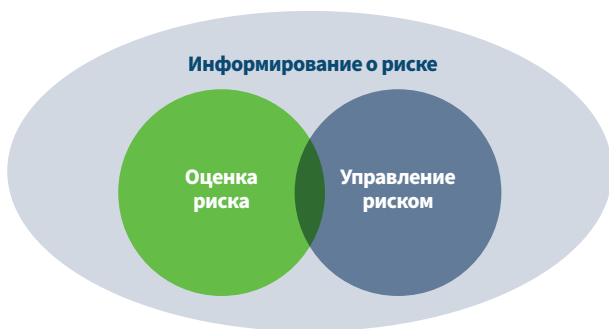 Информирование о риске
Оценка
риска
Управление
риском